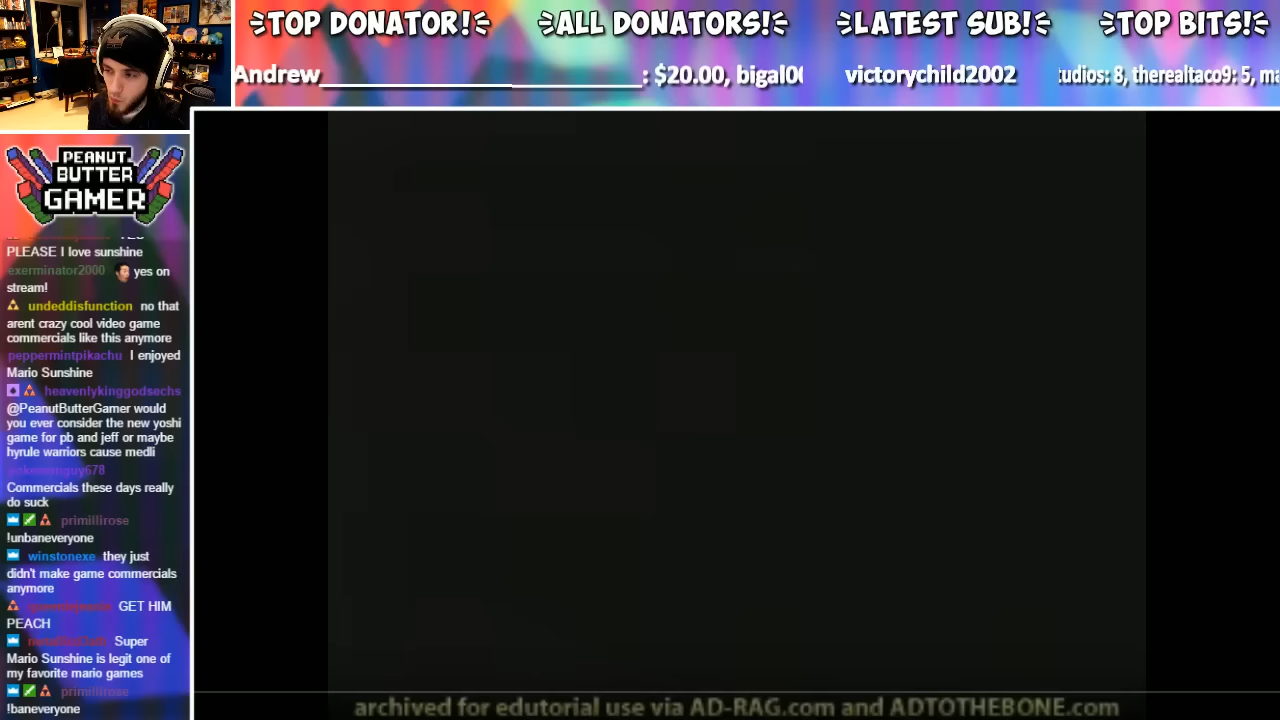 TOP DONATOR!
ALL DONATORS!
LATEST SUB!
TOP BITS!
Andrew
: $20.00, bigal0
victorychild2002
tudios: 8, therealtaco9: 5, ma
PEANUT
BUTTER
GAMER
PLEASE I love sunshine
exerminator2000 yes on
stream!
undeddisfunction no that
arent crazy cool video game
commercials like this anymore
peppermintpikachu I enjoyed
Mario Sunshine
heavenlykinggodsechs
@PeanutButterGamer would
you ever consider the new yoshi
game for pb and jeff or maybe
hyrule warriors cause medli
Commercials these days really
do suck
primillirose
!unbaneveryone
winstonexe they just
didn't make game commercials
anymore
GET HIM
PEACH
Super
Mario Sunshine is legit one of
my favorite mario games
primillirose
!baneveryone
archived for edutorial use via AD-RAG.com and ADTOTHEBONE.com